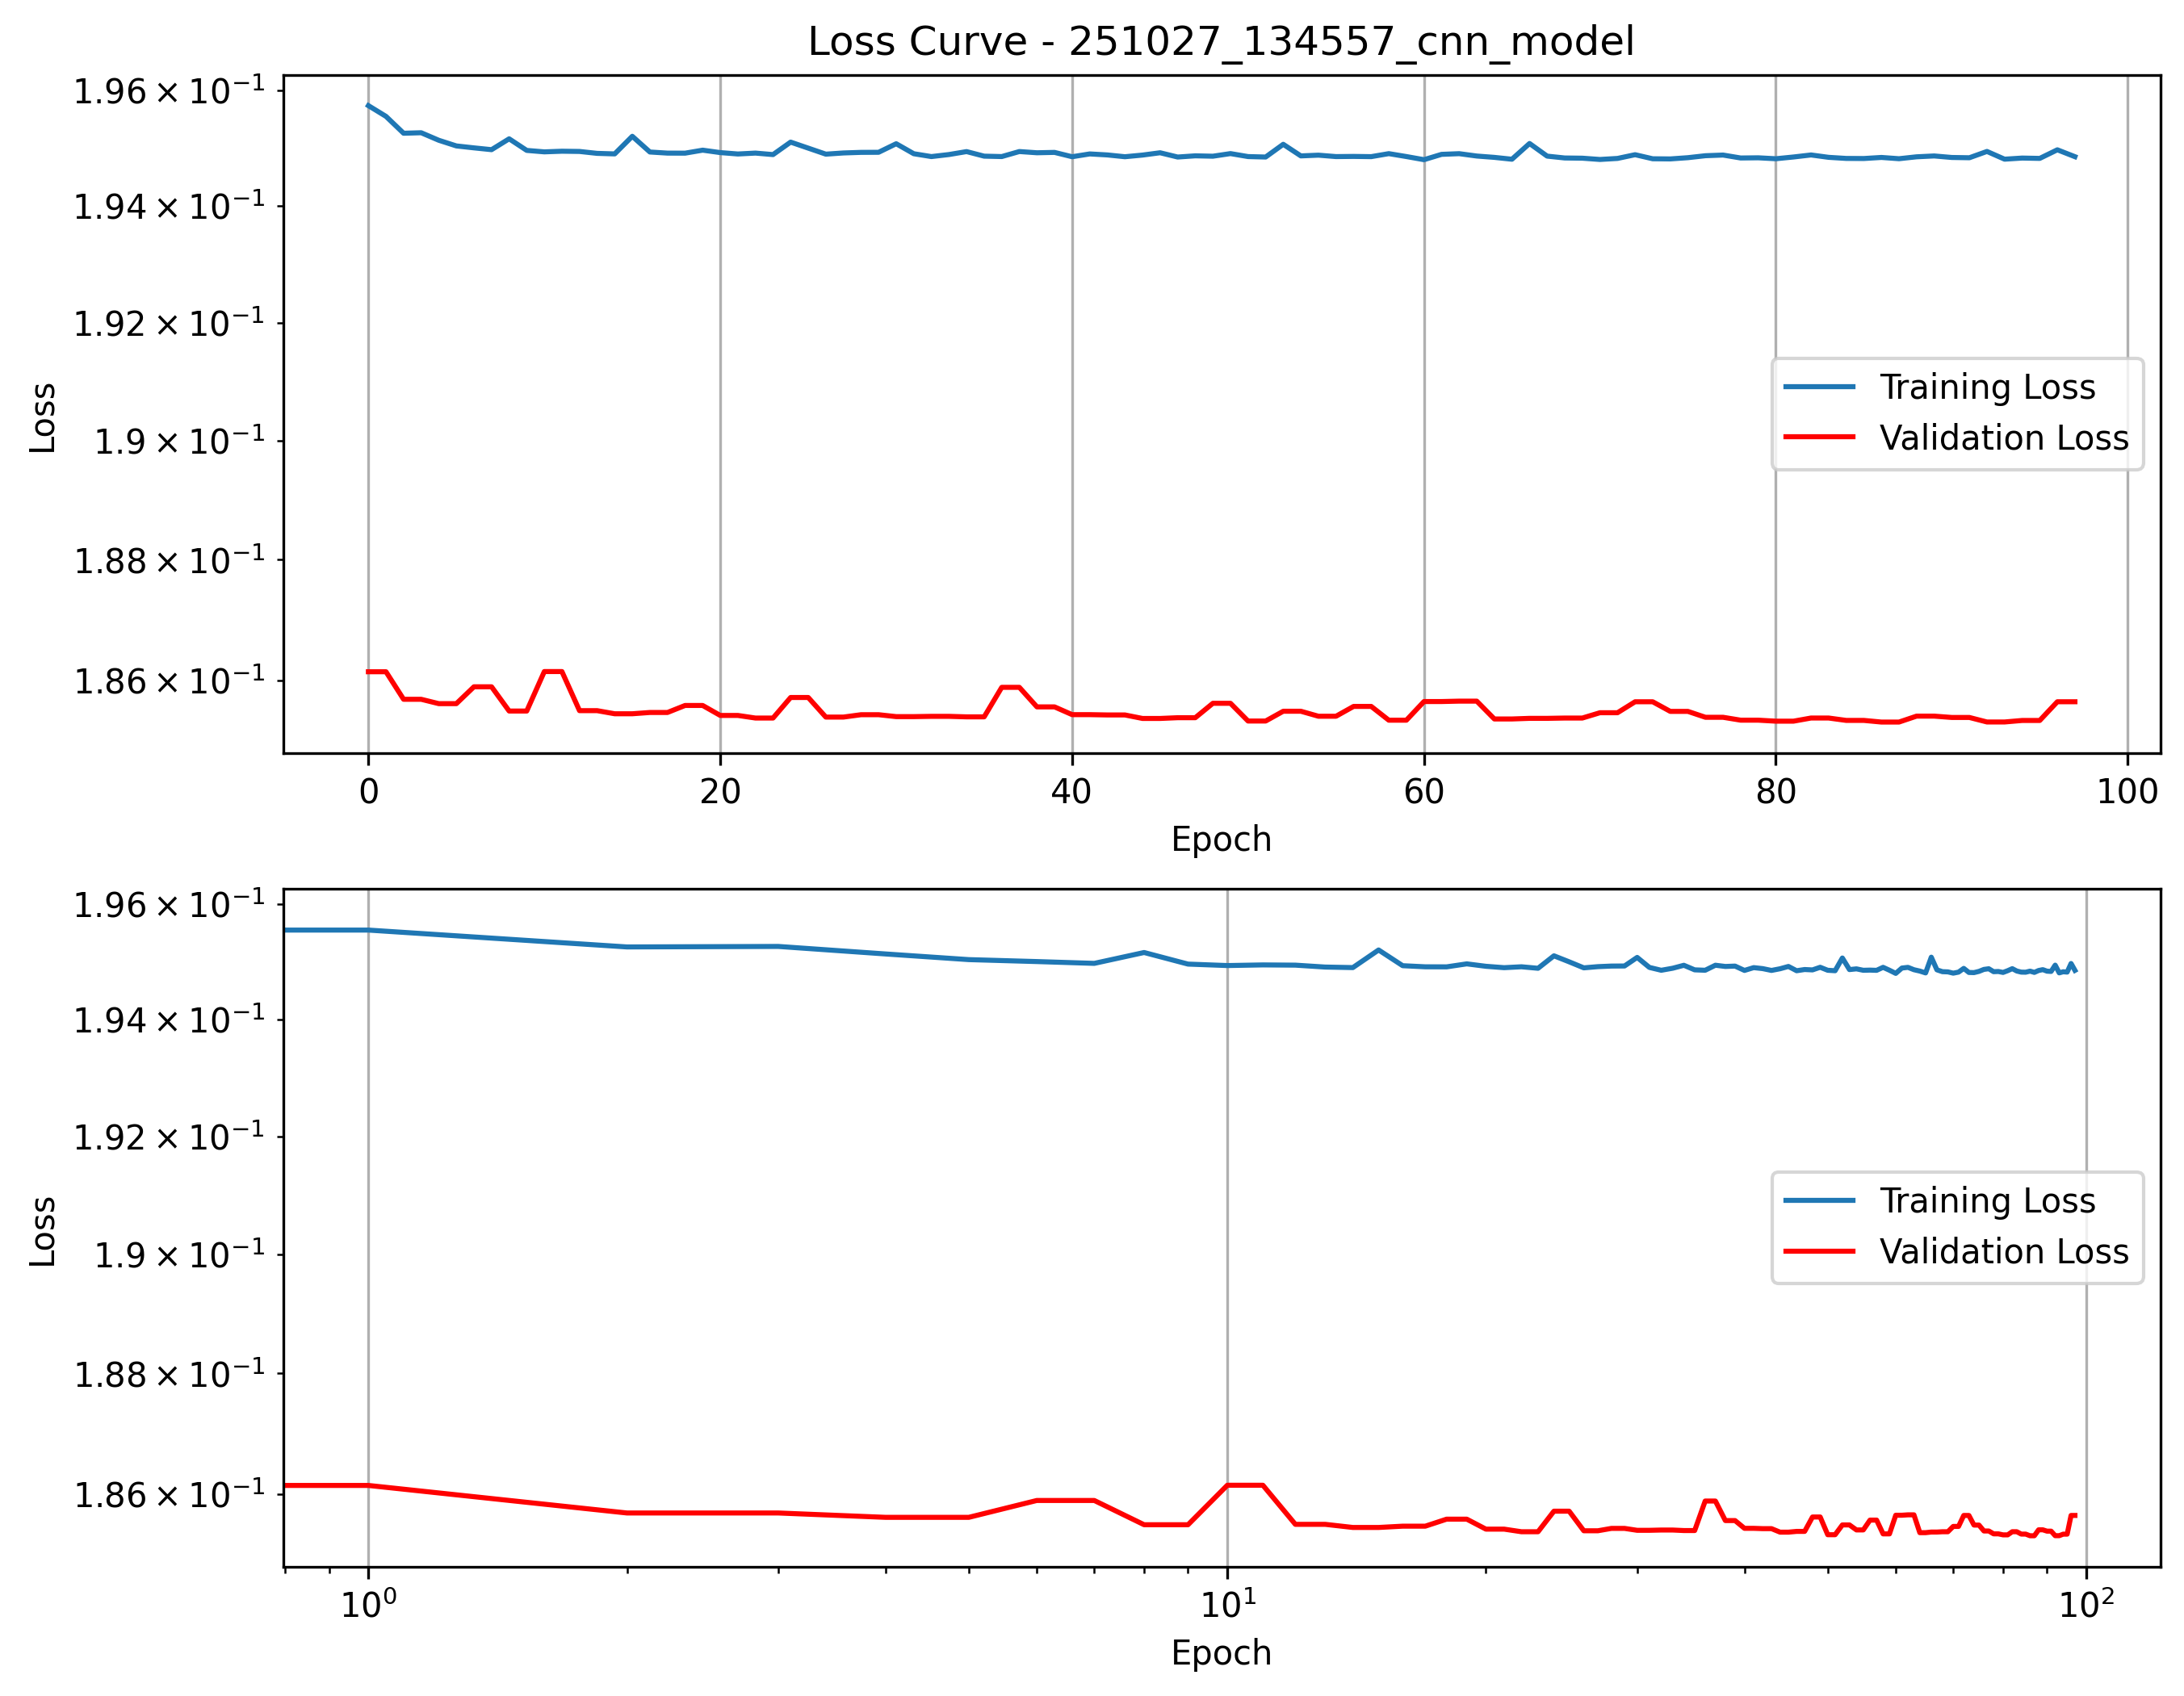 Loss Curve - 251027_134557_cnn_model
1.96 × 10⁻¹
1.94 × 10⁻¹
1.92 × 10⁻¹
1.9 × 10⁻¹
1.88 × 10⁻¹
1.86 × 10⁻¹
Loss
Training Loss
Validation Loss
0 20 40 60 80 100
Epoch
1.96 × 10⁻¹
1.94 × 10⁻¹
1.92 × 10⁻¹
1.9 × 10⁻¹
1.88 × 10⁻¹
1.86 × 10⁻¹
Loss
Training Loss
Validation Loss
10⁰ 10¹ 10²
Epoch